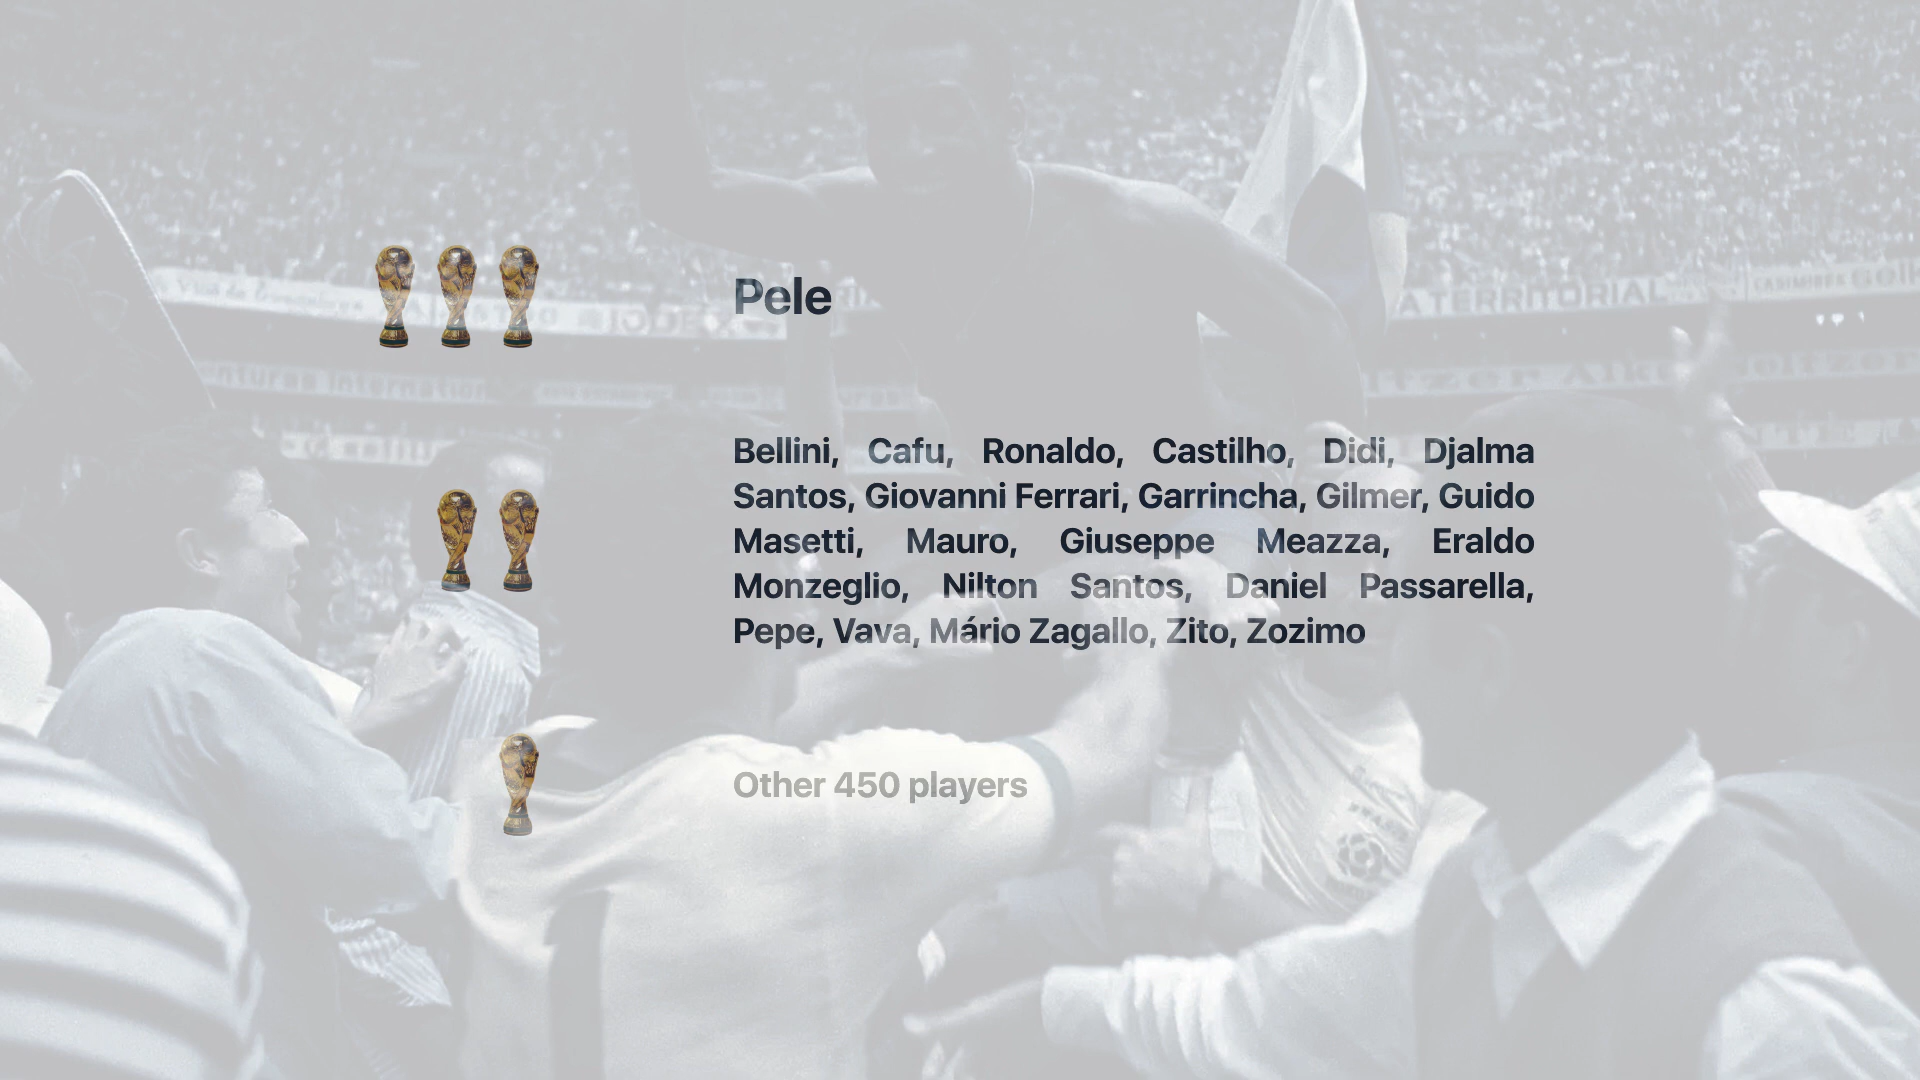 A TERRITORIAL
Pele
Bellini, Cafu, Ronaldo, Castilho, Didi, Djalma
Santos, Giovanni Ferrari, Garrincha, Gilmer, Guido
Masetti, Mauro, Giuseppe Meazza, Eraldo
Monzeglio, Nilton Santos, Daniel Passarella,
Pepe, Vava, Mário Zagallo, Zito, Zozimo
Other 450 players